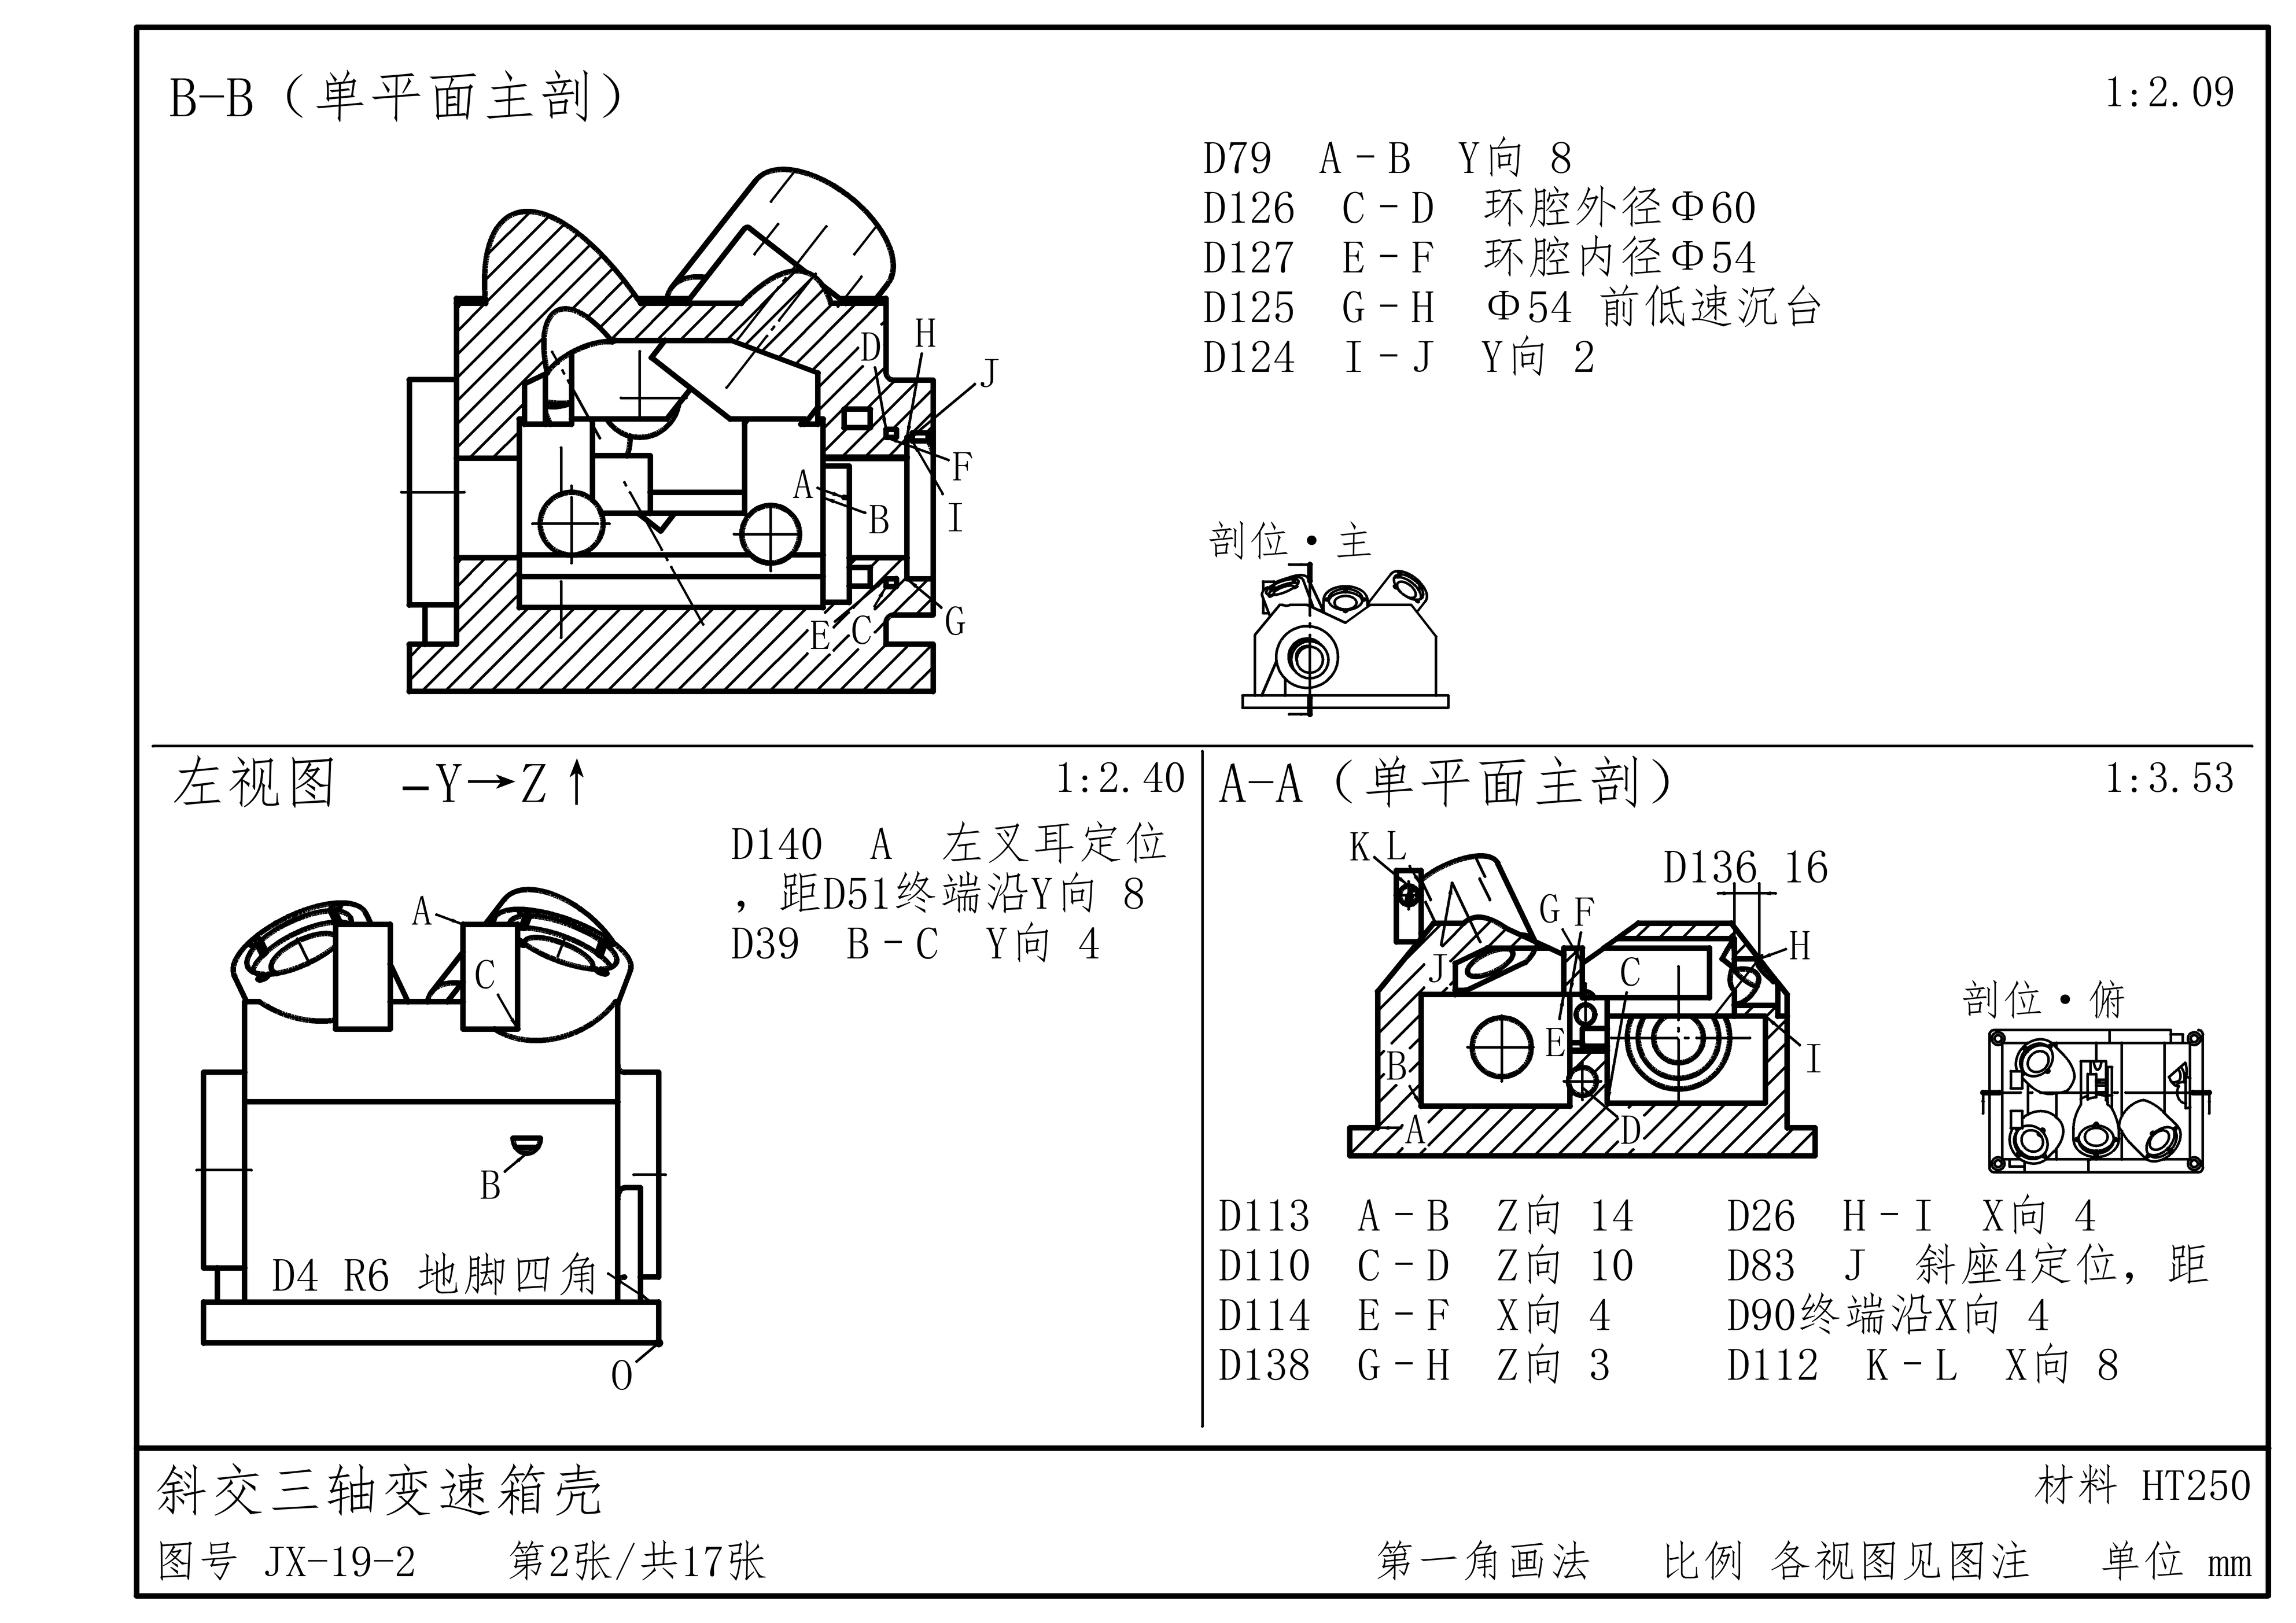 B-B（单平面主剖）
1:2.09
D79 A-B Y向 8
D126 C-D 环腔外径Φ60
D127 E-F 环腔内径Φ54
D125 G-H Φ54 前低速沉台
D124 I-J Y向 2
D
H
J
F
A
B
I
E
C
G
剖位·主
左视图 -Y→Z↑
1:2.40
D140 A 左叉耳定位
，距D51终端沿Y向 8
D39 B-C Y向 4
A
C
B
D4 R6 地脚四角
O
A-A（单平面主剖）
1:3.53
K
L
D136 16
G
F
H
J
C
E
B
I
A
D
剖位·俯
D113 A-B Z向 14
D110 C-D Z向 10
D114 E-F X向 4
D138 G-H Z向 3
D26 H-I X向 4
D83 J 斜座4定位，距
D90终端沿X向 4
D112 K-L X向 8
斜交三轴变速箱壳
材料 HT250
图号 JX-19-2 第2张/共17张
第一角画法 比例 各视图见图注 单位 mm